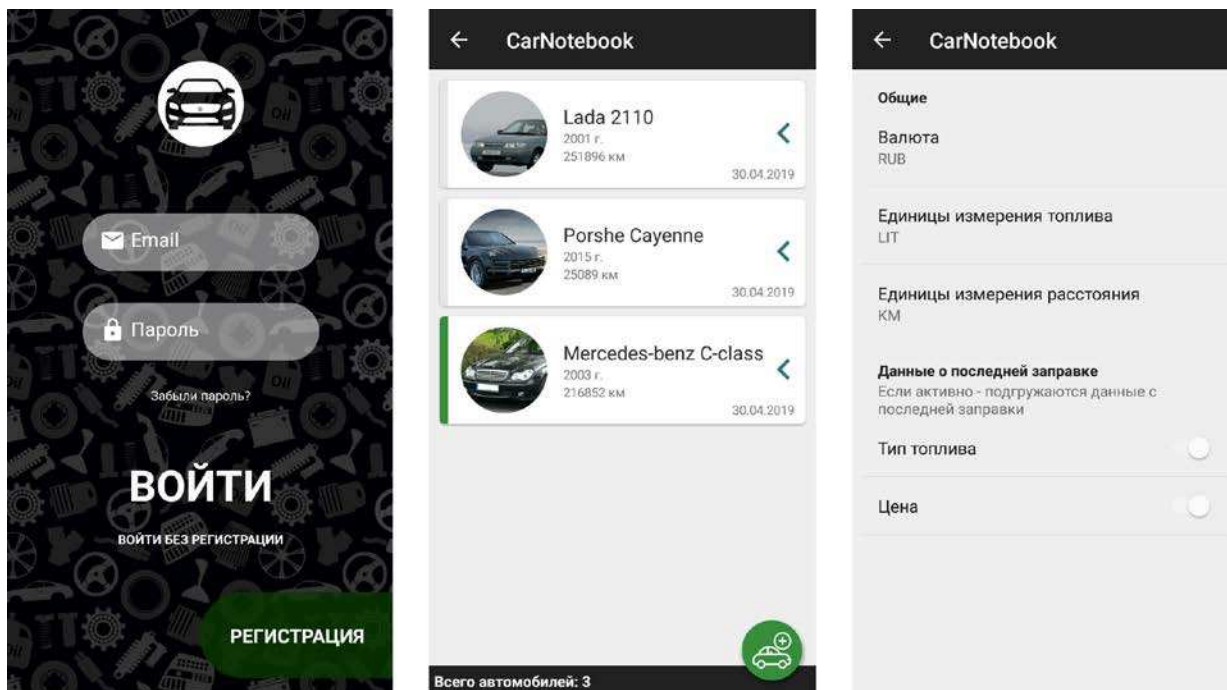 Email
Пароль
Забыли пароль?
ВОЙТИ
ВОЙТИ БЕЗ РЕГИСТРАЦИИ
РЕГИСТРАЦИЯ
CarNotebook
Lada 2110
2001 г.
251896 км
30.04.2019
Porshe Cayenne
2015 г.
25089 км
30.04.2019
Mercedes-benz C-class
2003 г.
216852 км
30.04.2019
Всего автомобилей: 3
CarNotebook
Общие
Валюта
RUB
Единицы измерения топлива
LIT
Единицы измерения расстояния
KM
Данные о последней заправке
Если активно - подгружаются данные с
последней заправки
Тип топлива
Цена